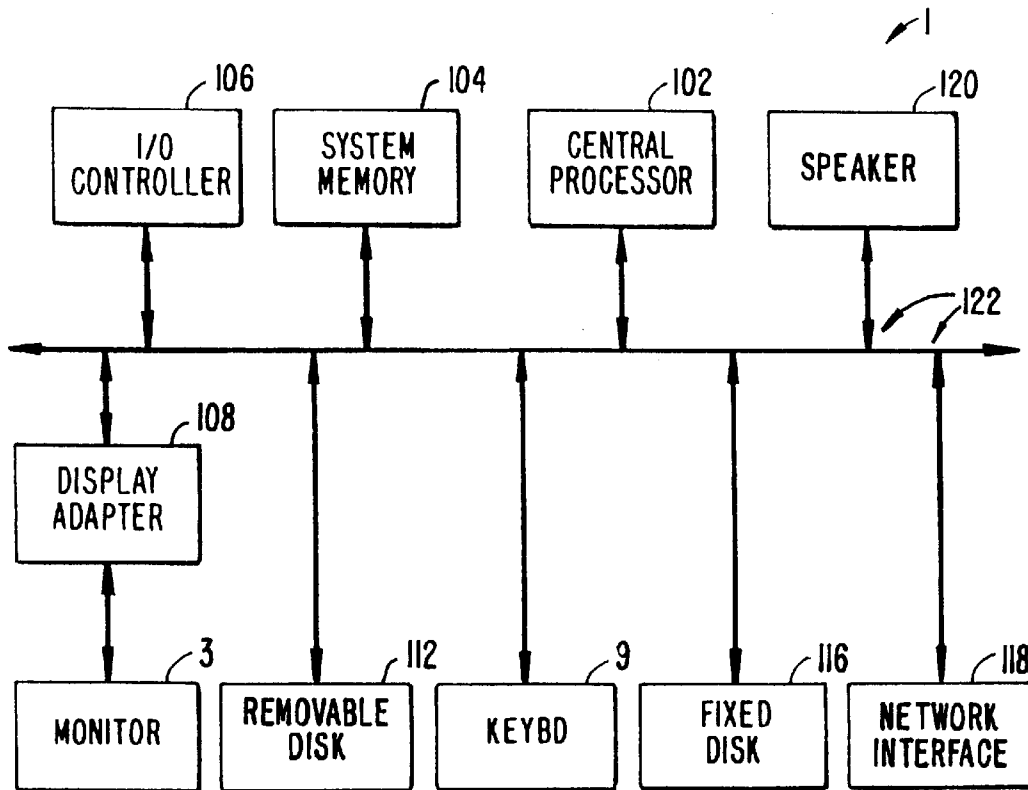 1
106
104
102
120
I/O
CONTROLLER
SYSTEM
MEMORY
CENTRAL
PROCESSOR
SPEAKER
122
108
DISPLAY
ADAPTER
3
112
9
116
118
MONITOR
REMOVABLE
DISK
KEYBD
FIXED
DISK
NETWORK
INTERFACE